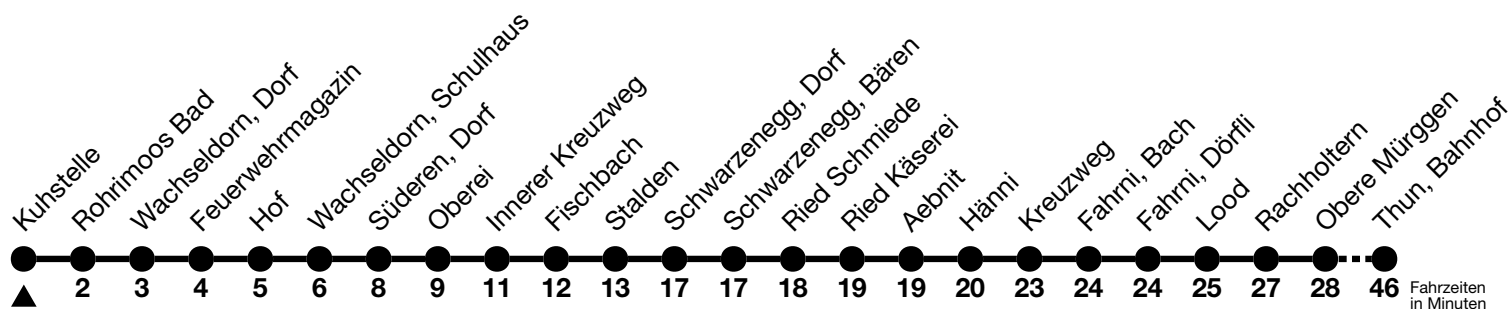 Kuhstelle
Rohrimoos Bad
Wachseldorn, Dorf
Feuerwehrmagazin
Hof
Wachseldorn, Schulhaus
Süderen, Dorf
Oberei
Innerer Kreuzweg
Fischbach
Stalden
Schwarzenegg, Dorf
Schwarzenegg, Bären
Ried Schmiede
Ried Käserei
Aebnit
Hänni
Kreuzweg
Fahrni, Bach
Fahrni, Dörfli
Lood
Rachholtern
Obere Mürggen
Thun, Bahnhof
2 3 4 5 6 8 9 11 12 13 17 17 18 19 19 20 23 24 24 25 27 28 46
Fahrzeiten
in Minuten